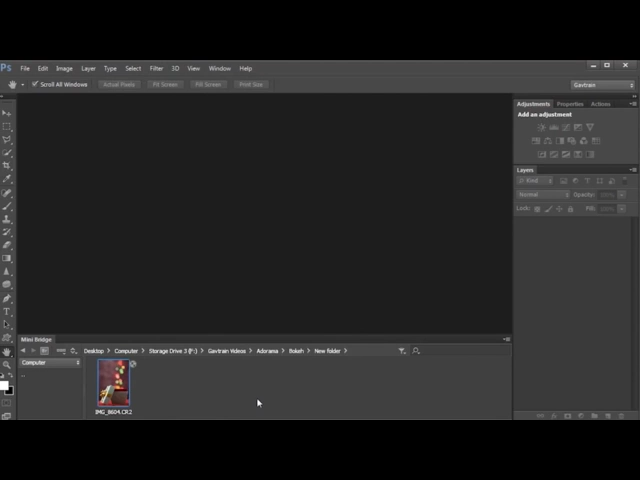 Ps File Edit Image Layer Type Select Filter 3D View Window Help
Scroll All Windows Actual Pixels Fit Screen Fill Screen Print Size Gavtrain
Adjustments Properties Actions
Add an adjustment
Layers
Kind
Normal Opacity: 100%
Lock: Fill: 100%
Mini Bridge
Desktop Computer Storage Drive 3 (F:) Gavtrain Videos Adorama Bokeh New folder
Computer
IMG_8604.CR2